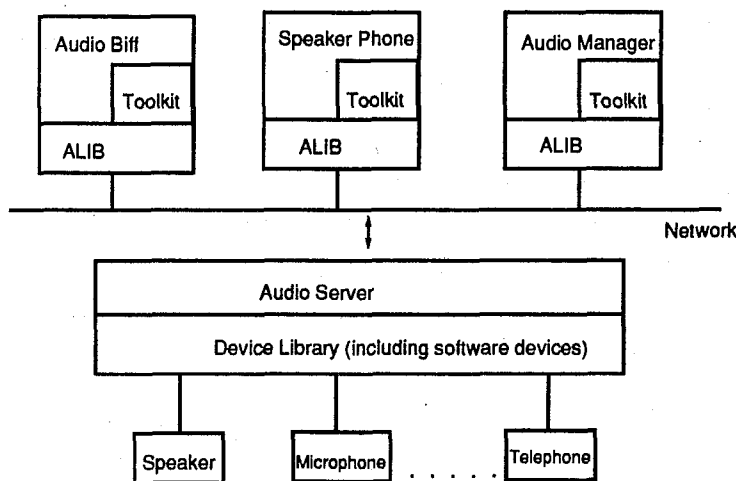 Audio Biff
Toolkit
ALIB
Speaker Phone
Toolkit
ALIB
Audio Manager
Toolkit
ALIB
Network
Audio Server
Device Library (including software devices)
Speaker
Microphone
. . . . .
Telephone